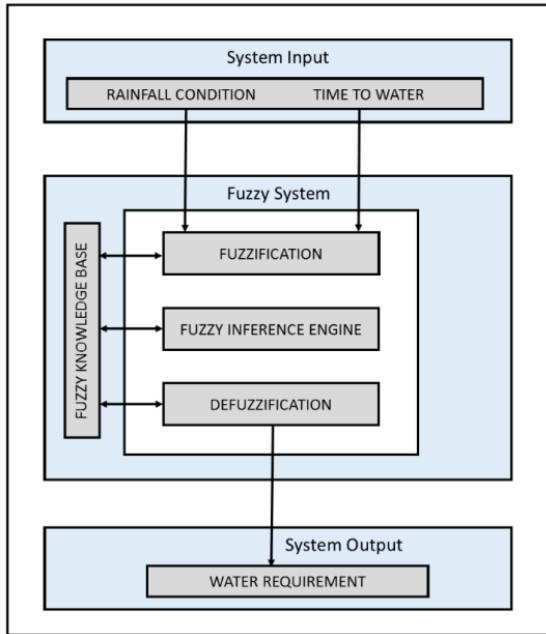 System Input
RAINFALL CONDITION TIME TO WATER
Fuzzy System
FUZZY KNOWLEDGE BASE
FUZZIFICATION
FUZZY INFERENCE ENGINE
DEFUZZIFICATION
System Output
WATER REQUIREMENT